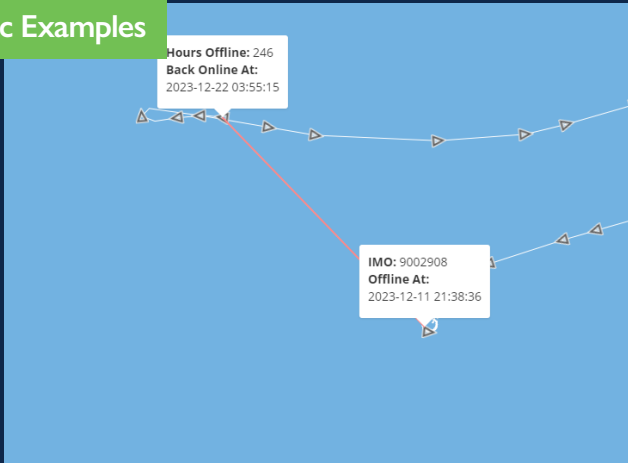 c Examples
Hours Offline: 246
Back Online At:
2023-12-22 03:55:15
IMO: 9002908
Offline At:
2023-12-11 21:38:36